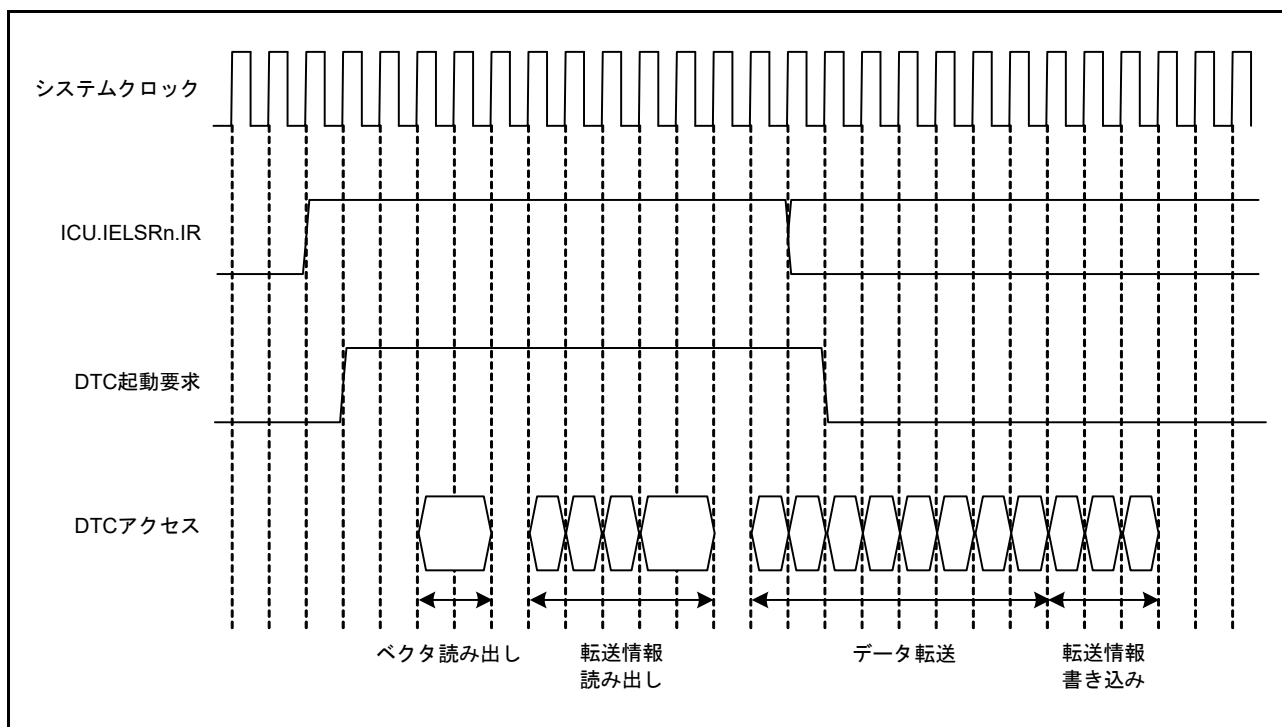 システムクロック
ICU.IELSRn.IR
DTC起動要求
DTCアクセス
ベクタ読み出し
転送情報
読み出し
データ転送
転送情報
書き込み